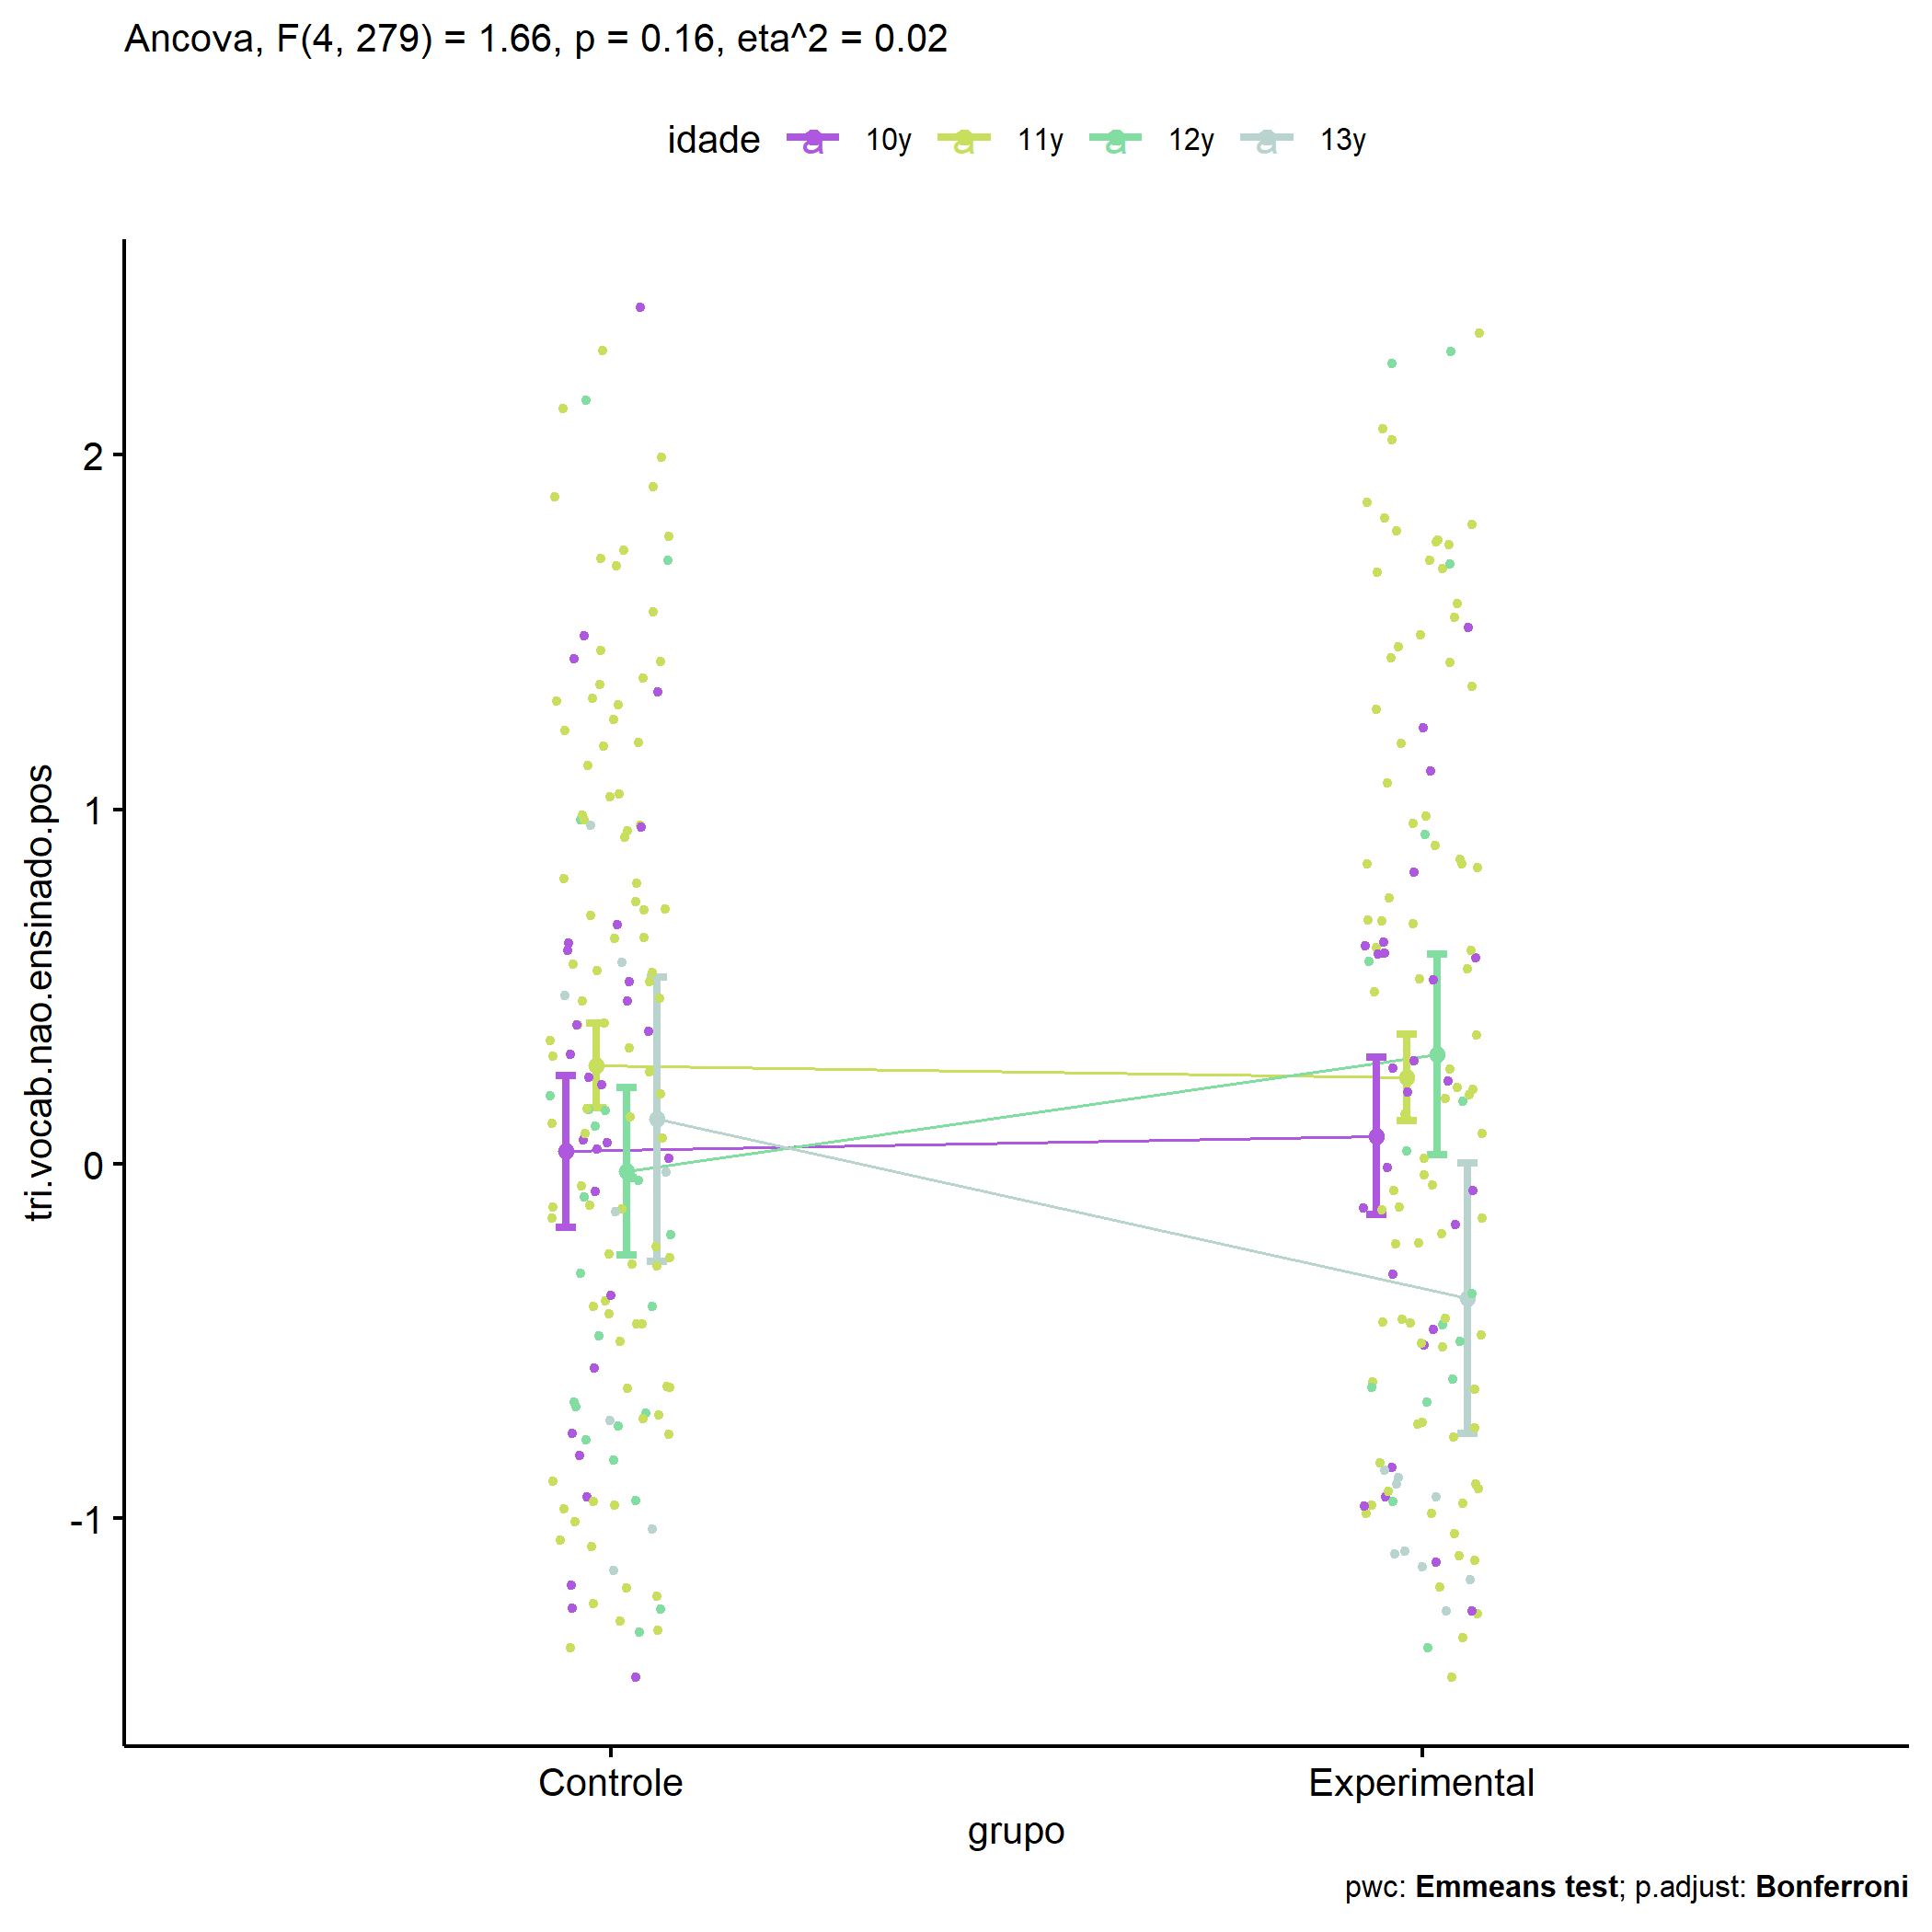 Ancova, F(4, 279) = 1.66, p = 0.16, eta^2 = 0.02
idade a 10y a 11y a 12y a 13y
tri.vocab.nao.ensinado.pos
2
1
0
-1
Controle Experimental
grupo
pwc: Emmeans test; p.adjust: Bonferroni